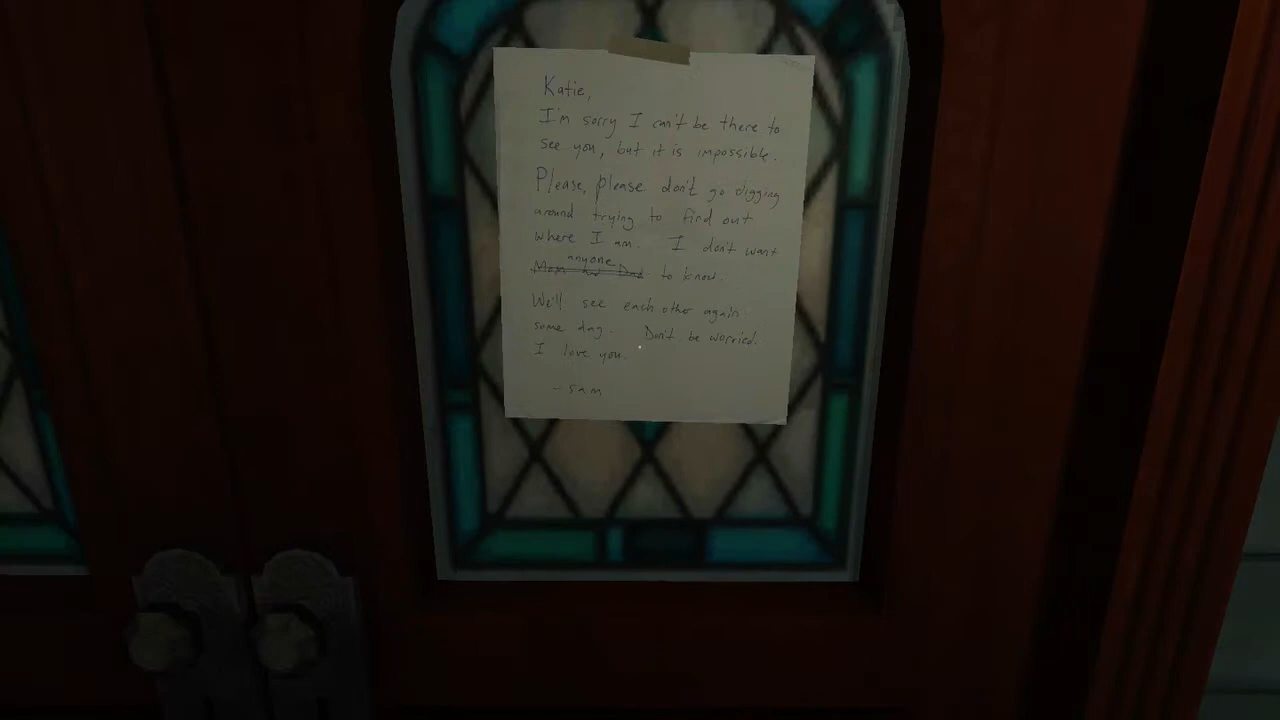 Katie,
I'm sorry I can't be there to
see you, but it is impossible.
Please, please don't go digging
around trying to find out
where I am. I don't want
anyone
Mom and Dad to know.
We'll see each other again
some day. Don't be worried.
I love you.
- Sam